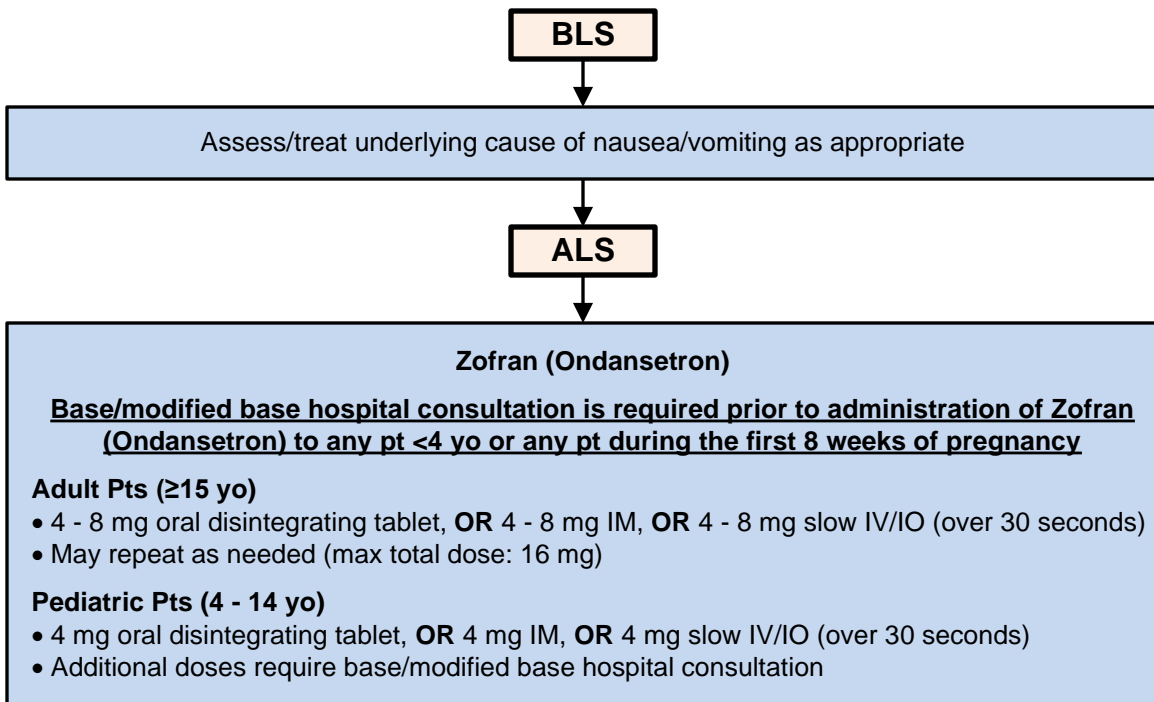 BLS
Assess/treat underlying cause of nausea/vomiting as appropriate
ALS
Zofran (Ondansetron)
Base/modified base hospital consultation is required prior to administration of Zofran
(Ondansetron) to any pt <4 yo or any pt during the first 8 weeks of pregnancy
Adult Pts (≥15 yo)
• 4 - 8 mg oral disintegrating tablet, OR 4 - 8 mg IM, OR 4 - 8 mg slow IV/IO (over 30 seconds)
• May repeat as needed (max total dose: 16 mg)
Pediatric Pts (4 - 14 yo)
• 4 mg oral disintegrating tablet, OR 4 mg IM, OR 4 mg slow IV/IO (over 30 seconds)
• Additional doses require base/modified base hospital consultation